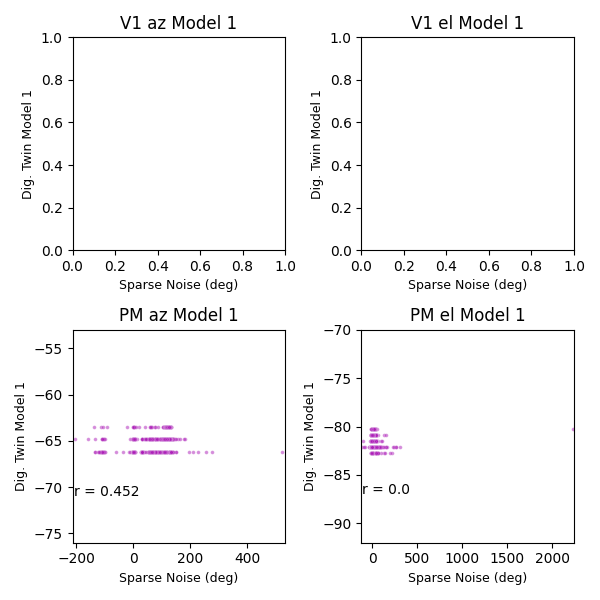 V1 az Model 1
V1 el Model 1
1.0
0.8
0.6
0.4
0.2
0.0
Dig. Twin Model 1
0.0 0.2 0.4 0.6 0.8 1.0
Sparse Noise (deg)
1.0
0.8
0.6
0.4
0.2
0.0
Dig. Twin Model 1
0.0 0.2 0.4 0.6 0.8 1.0
Sparse Noise (deg)
PM az Model 1
PM el Model 1
−55
−60
−65
−70
−75
Dig. Twin Model 1
r = 0.452
−200 0 200 400
Sparse Noise (deg)
−70
−75
−80
−85
−90
Dig. Twin Model 1
r = 0.0
0 500 1000 1500 2000
Sparse Noise (deg)